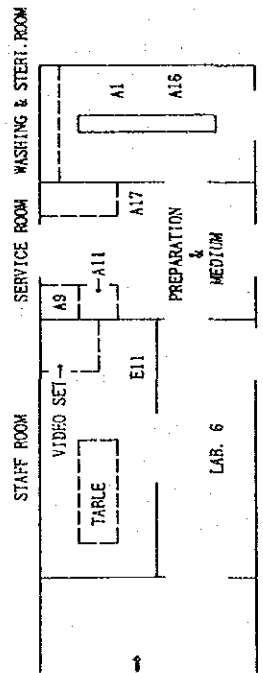 STAFF ROOM
SERVICE ROOM
WASHING & STERI.ROOM
VIDHO SET→
A9
←A11
A17
A1
A16
TABLE
E11
PREPARATION
&
MEDIUM
LAB. 6